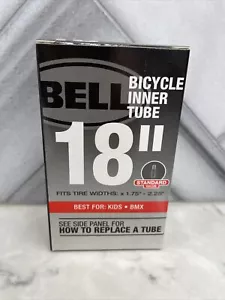 BELL
BICYCLE
INNER
TUBE
18"
STANDARD
FITS TIRE WIDTHS: x 1.75" - 2.25"
BEST FOR: KIDS • BMX
SEE SIDE PANEL FOR
HOW TO REPLACE A TUBE